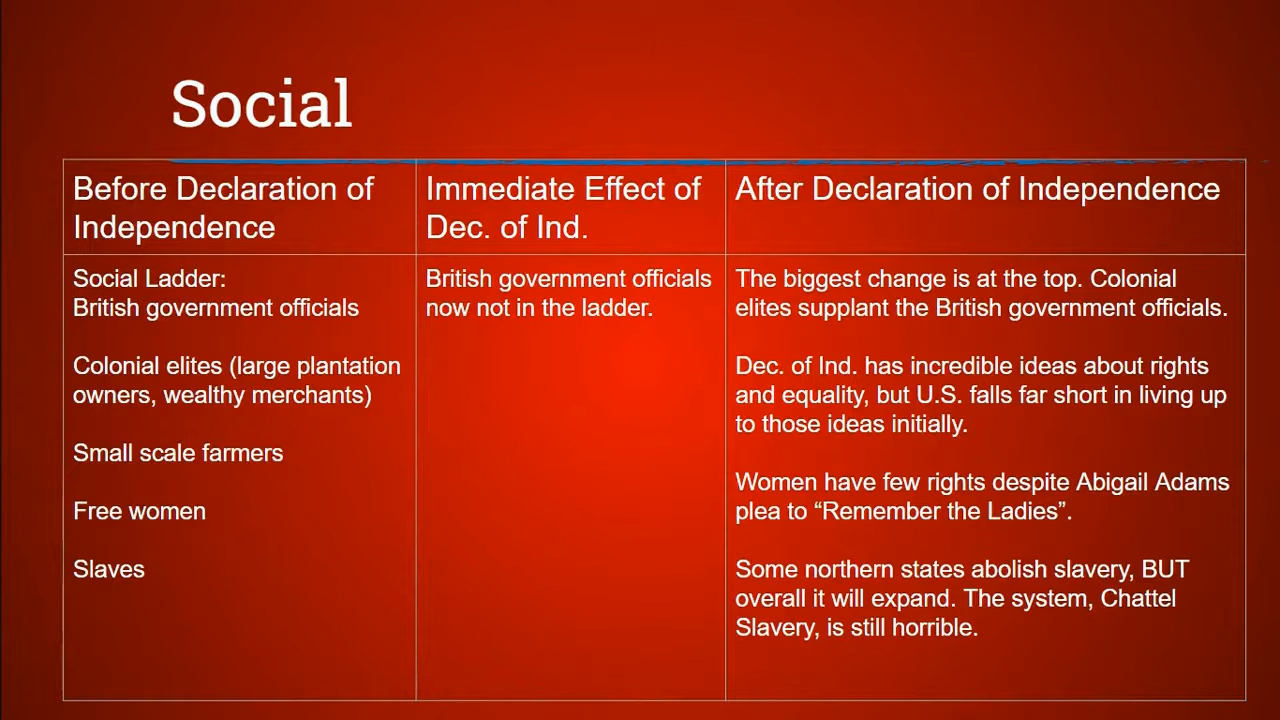 Social
Before Declaration of
Independence
Immediate Effect of
Dec. of Ind.
After Declaration of Independence
Social Ladder:
British government officials
Colonial elites (large plantation
owners, wealthy merchants)
Small scale farmers
Free women
Slaves
British government officials
now not in the ladder.
The biggest change is at the top. Colonial
elites supplant the British government officials.
Dec. of Ind. has incredible ideas about rights
and equality, but U.S. falls far short in living up
to those ideas initially.
Women have few rights despite Abigail Adams
plea to “Remember the Ladies”.
Some northern states abolish slavery, BUT
overall it will expand. The system, Chattel
Slavery, is still horrible.